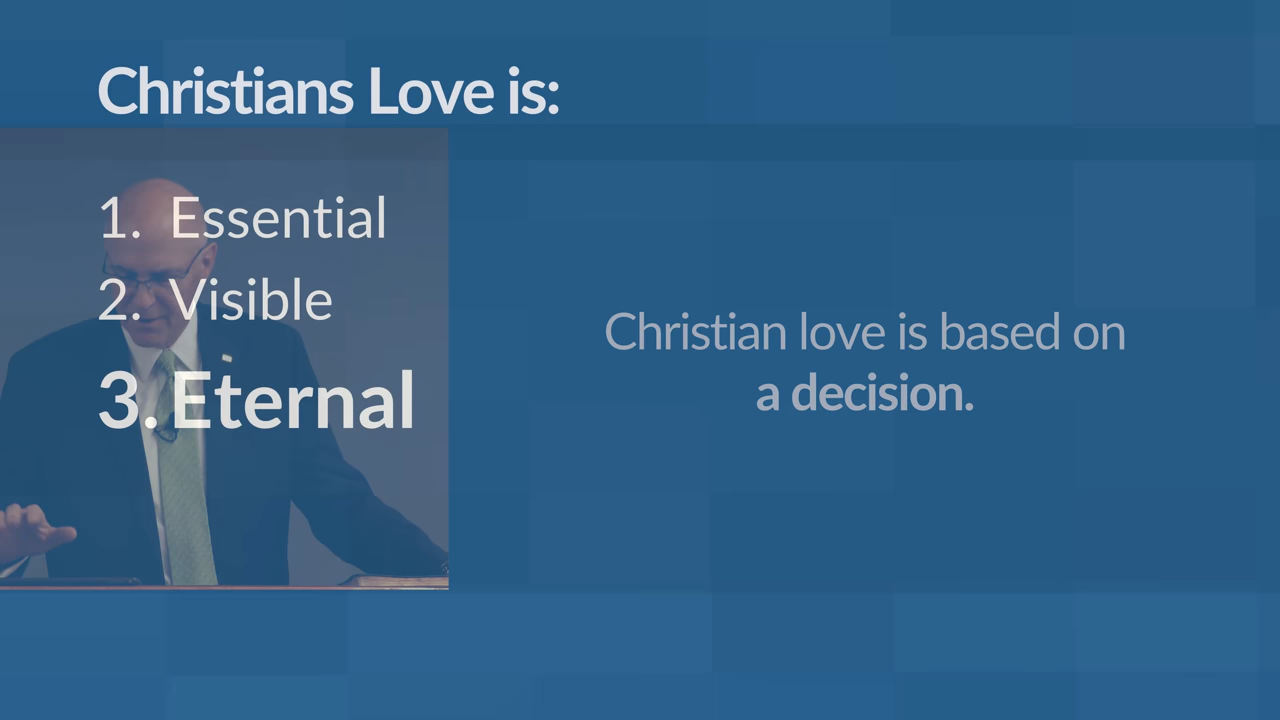 Christians Love is:
1. Essential
2. Visible
3. Eternal
Christian love is based on
a decision.